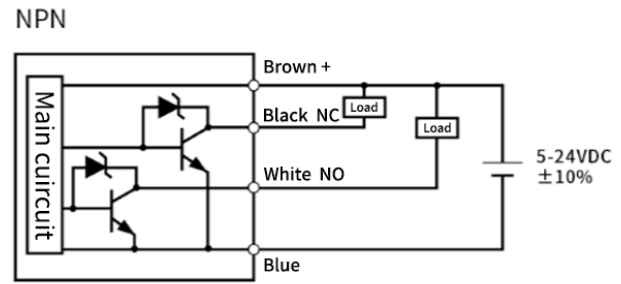 NPN
Brown +
Black NC
Load
Load
Main cuircuit
5-24VDC
±10%
White NO
Blue